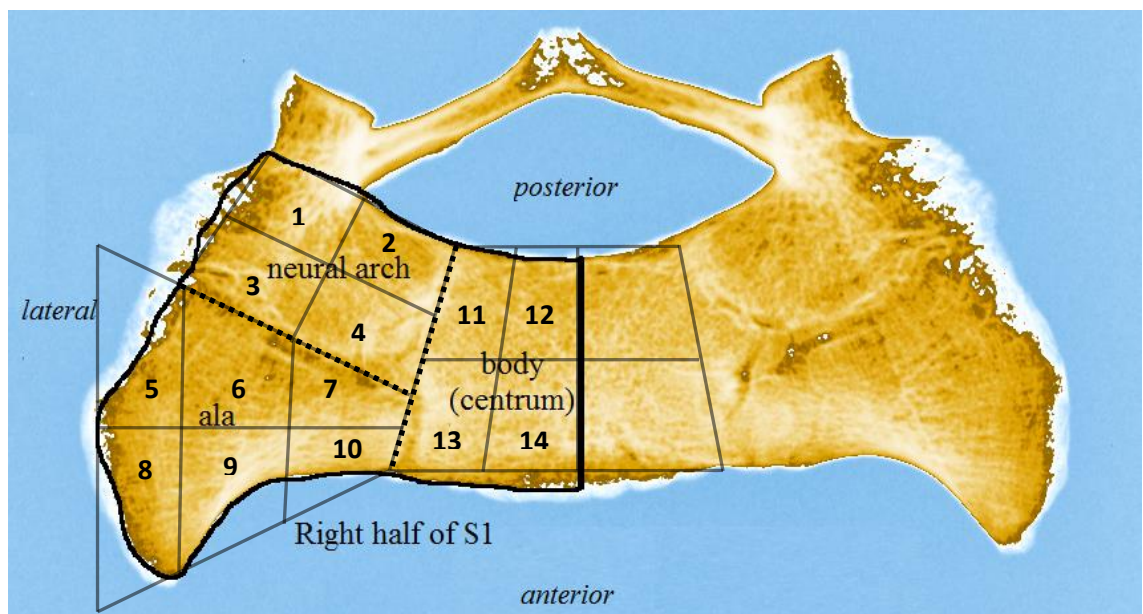 posterior
1
2
neural arch
3
lateral
4
11
12
body
(centrum)
5
6
7
ala
8
9
10
13
14
Right half of S1
anterior